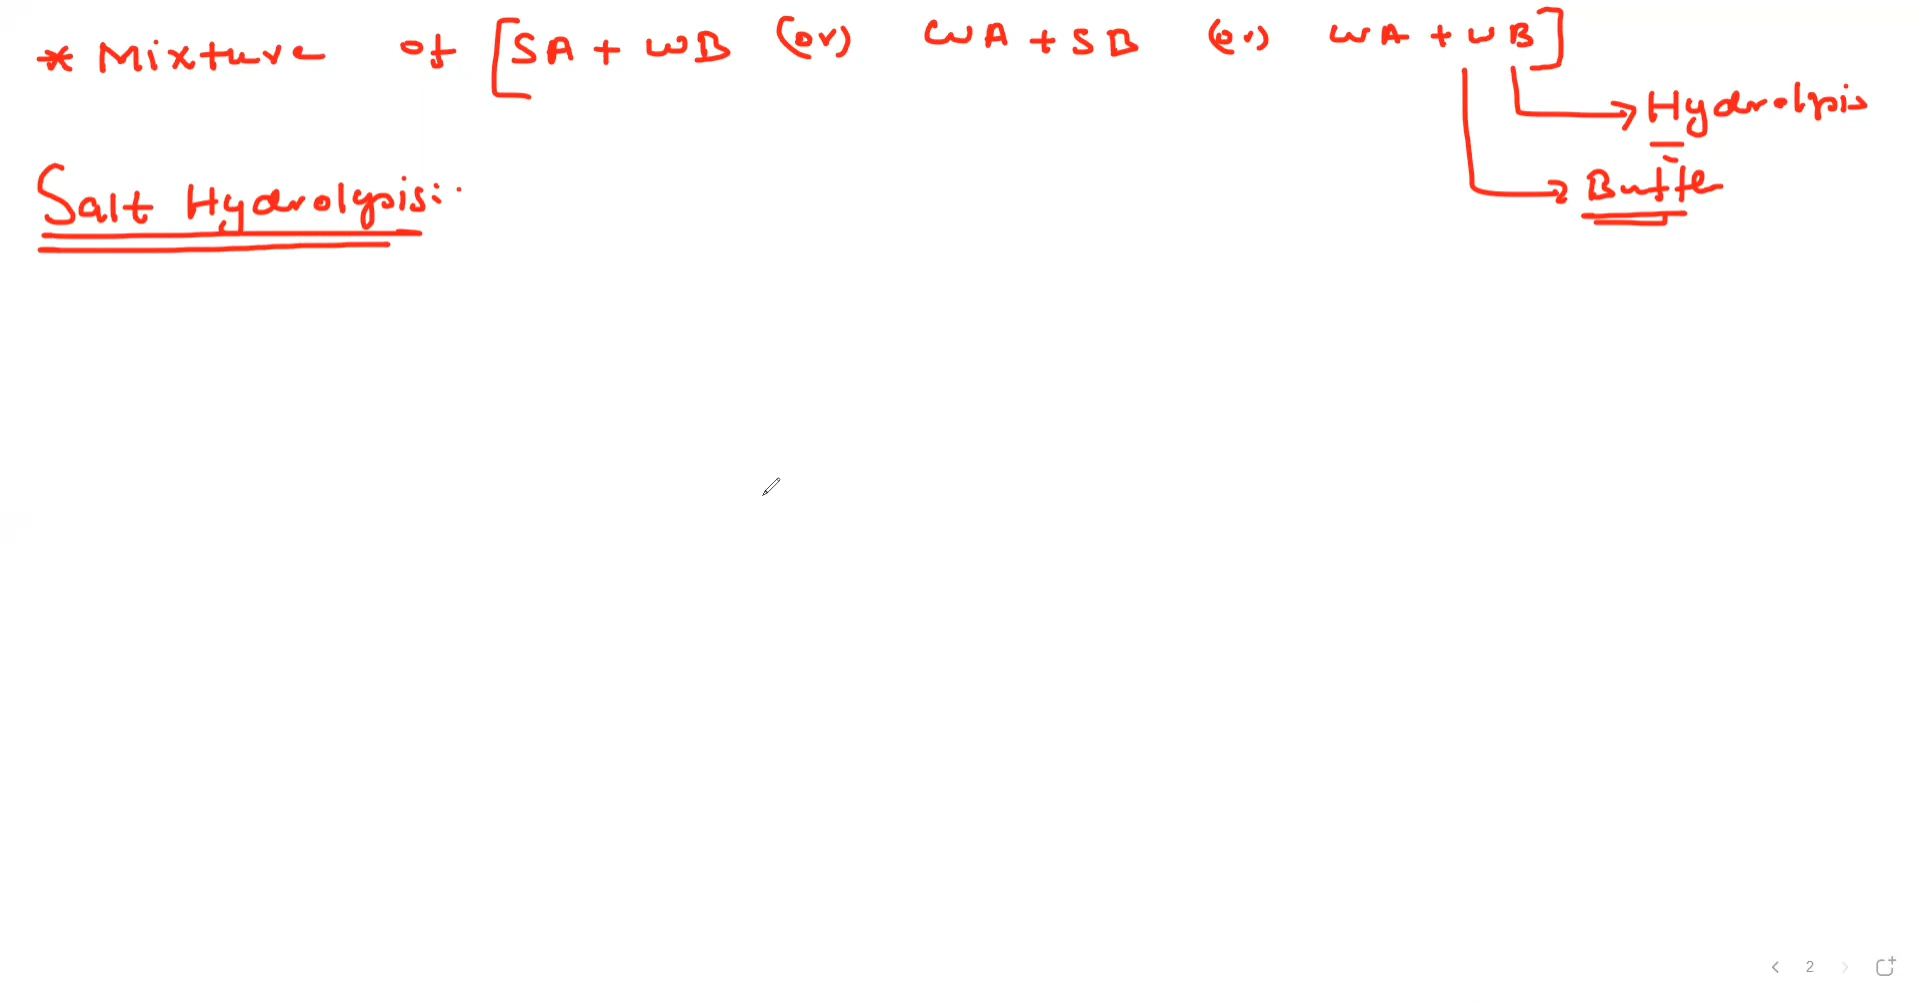 * Mixture of [SA + WB (or) WA + SB (or) WA + WB]
→ Hydrolysis
→ Buffer
Salt Hydrolysis:
2